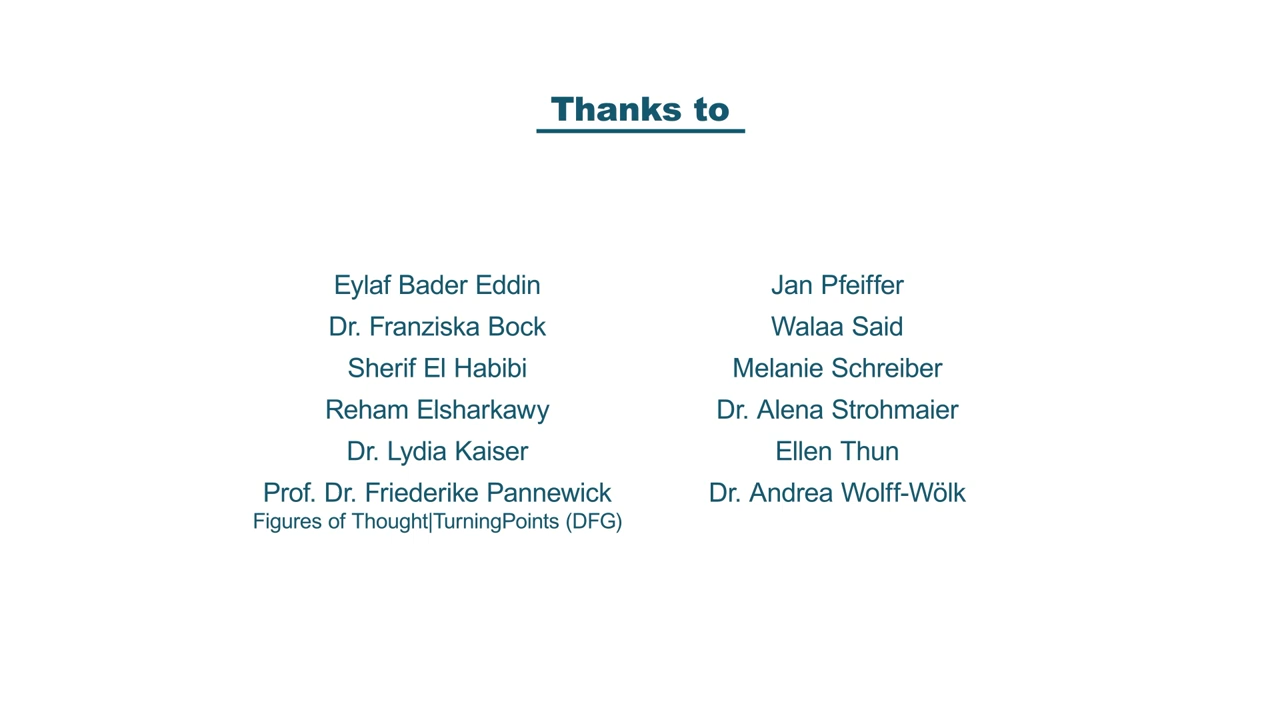 Thanks to
Eylaf Bader Eddin
Dr. Franziska Bock
Sherif El Habibi
Reham Elsharkawy
Dr. Lydia Kaiser
Prof. Dr. Friederike Pannewick
Figures of Thought|TurningPoints (DFG)
Jan Pfeiffer
Walaa Said
Melanie Schreiber
Dr. Alena Strohmaier
Ellen Thun
Dr. Andrea Wolff-Wölk